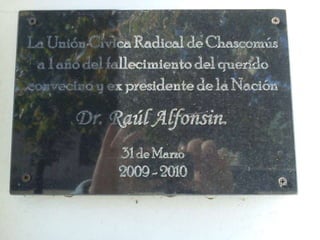 La Unión Cívica Radical de Chascomús
a 1 año del fallecimiento del querido
convecino y ex presidente de la Nación
Dr. Raúl Alfonsin.
31 de Marzo
2009 - 2010